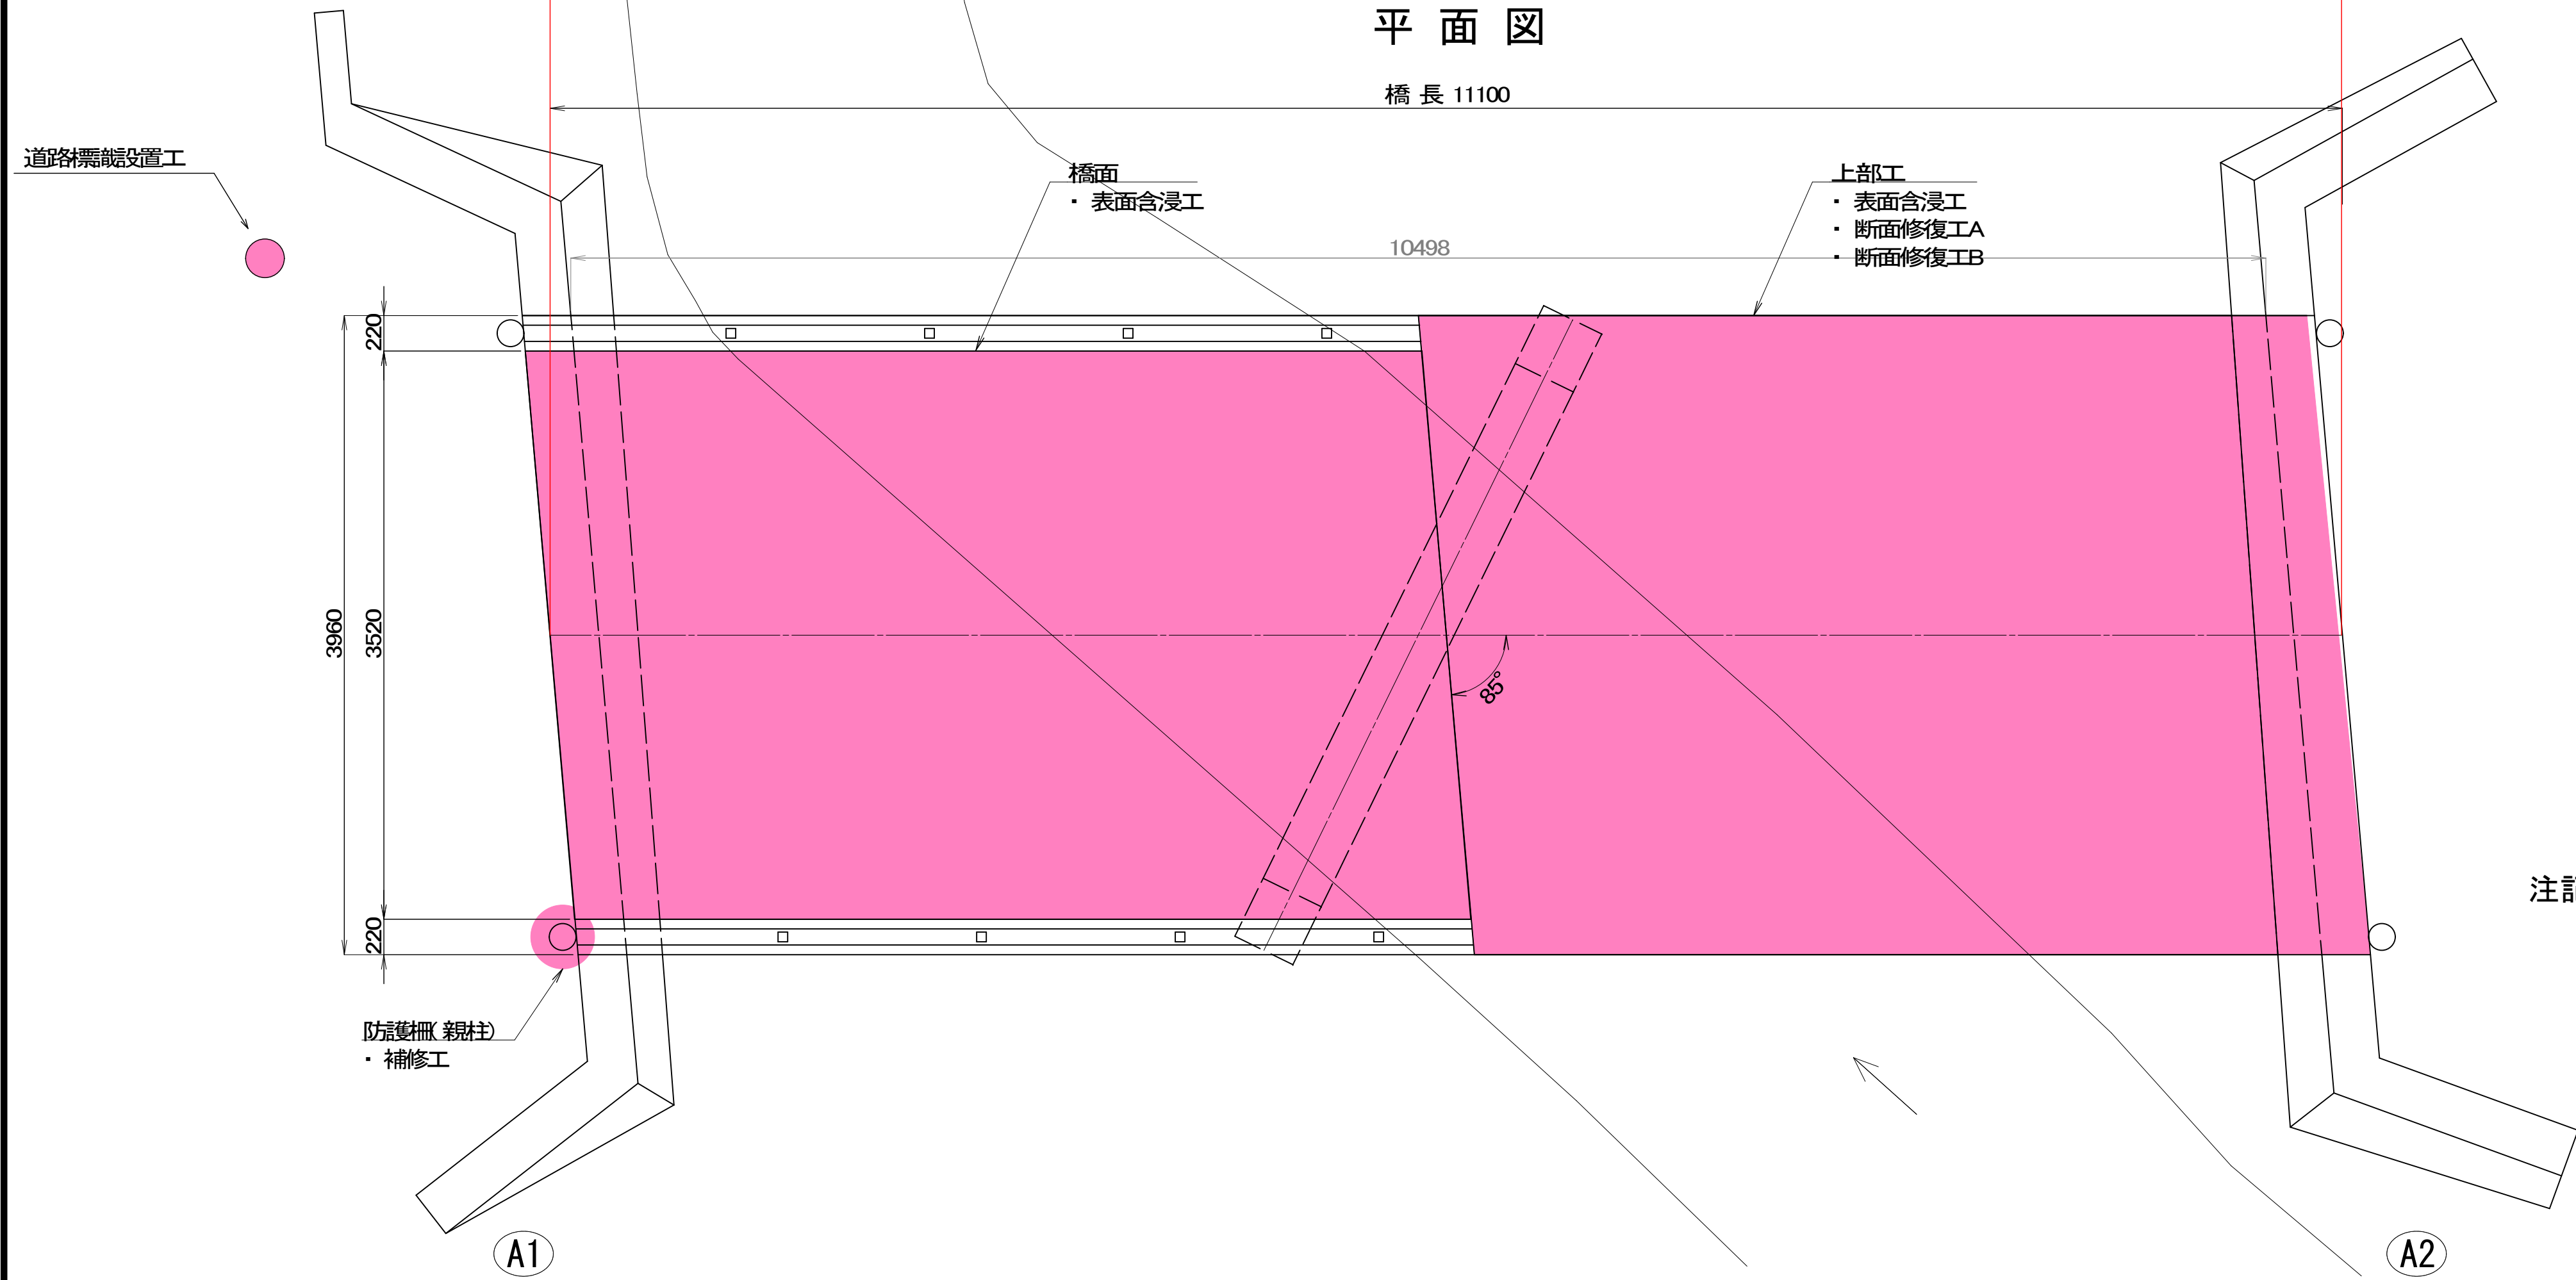 平 面 図
橋 長 11100
道路標識設置工
橋面
・ 表面含浸工
上部工
・ 表面含浸工
・ 断面修復工A
・ 断面修復工B
10498
220
3960
3520
85°
220
注
防護柵(親柱)
・ 補修工
A1
A2